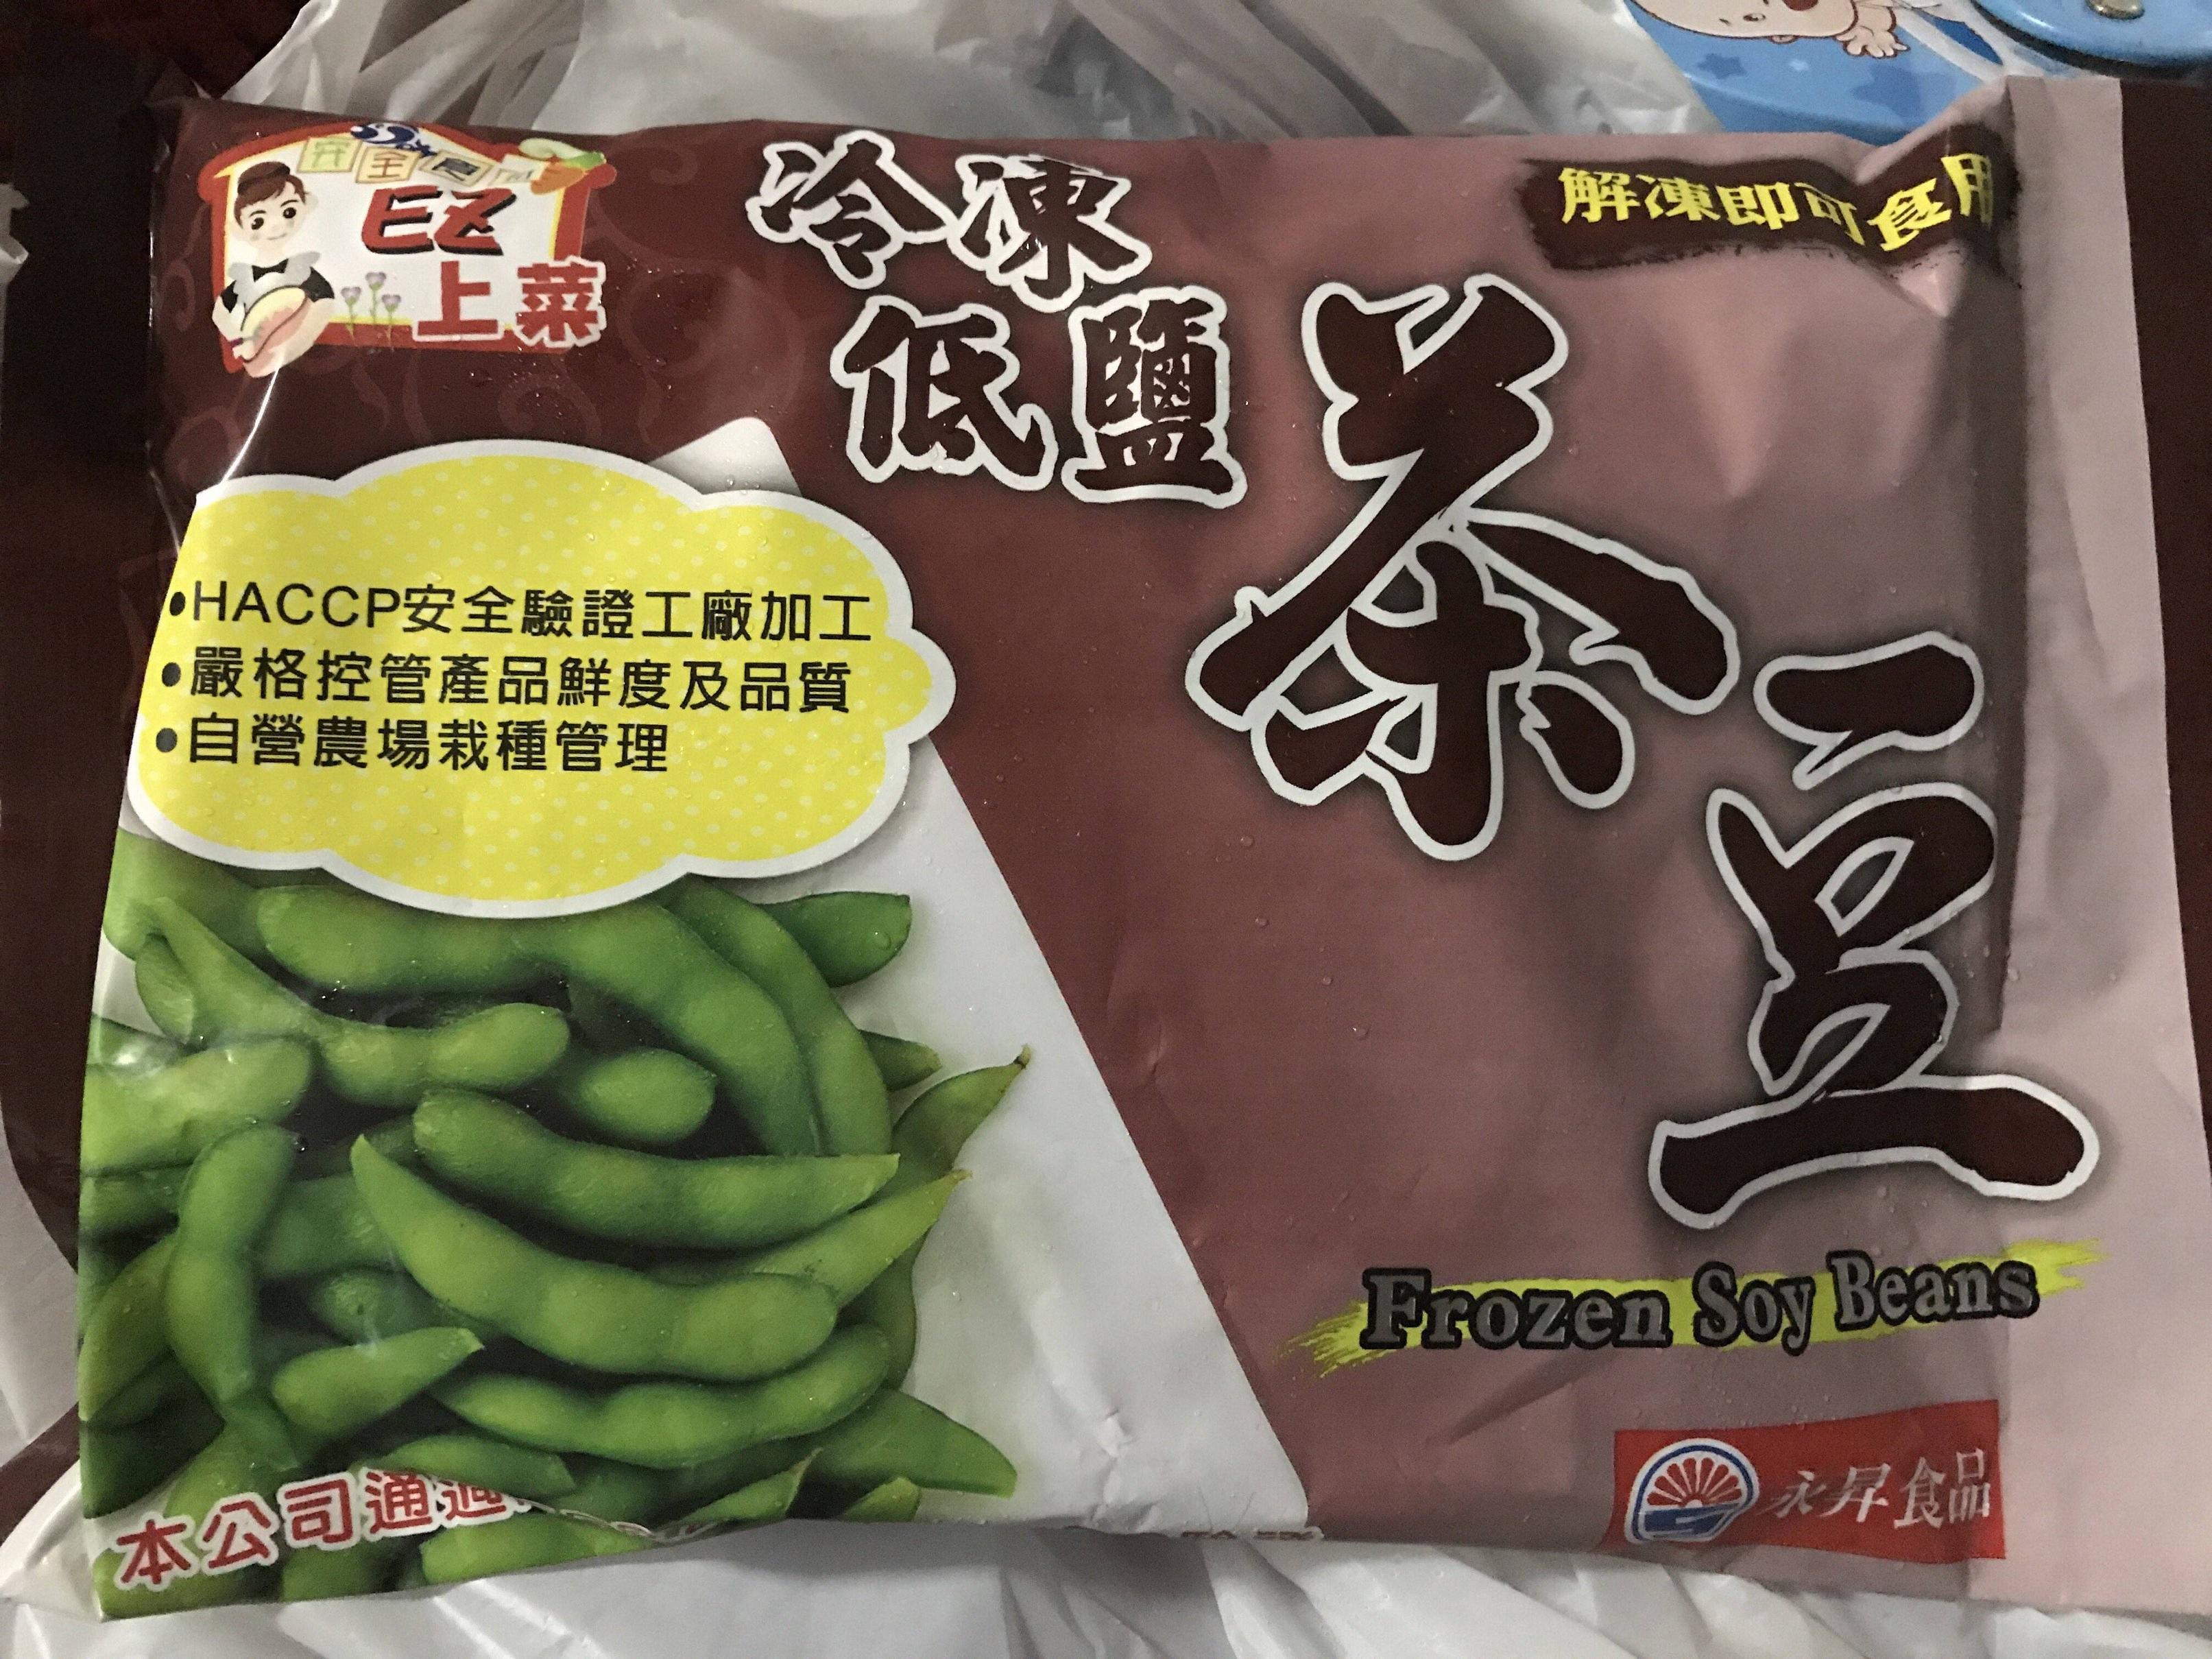 安全食
EZ
上菜
冷凍
低鹽
茶豆
解凍即可食用
•HACCP安全驗證工廠加工
•嚴格控管產品鮮度及品質
•自營農場栽種管理
Frozen Soy Beans
永昇食品
本公司通過